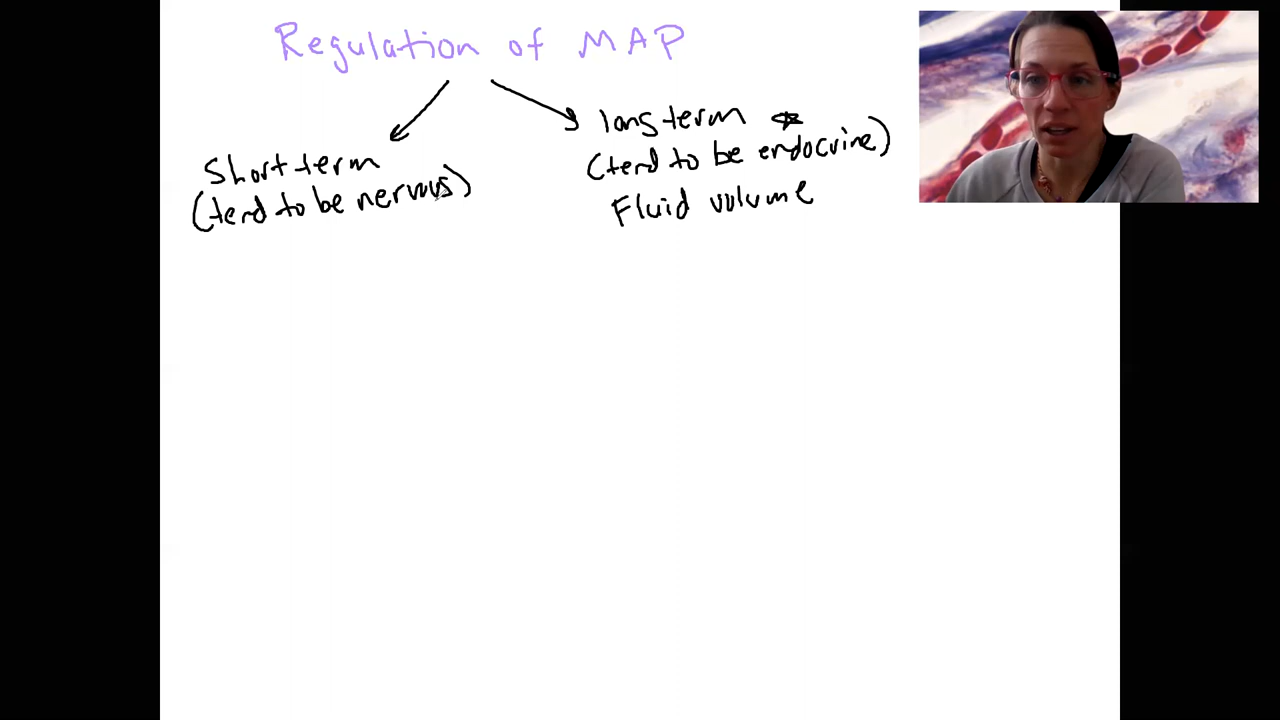 Regulation of MAP
Short term
(tend to be nervous)
long term
(tend to be endocrine)
Fluid volume